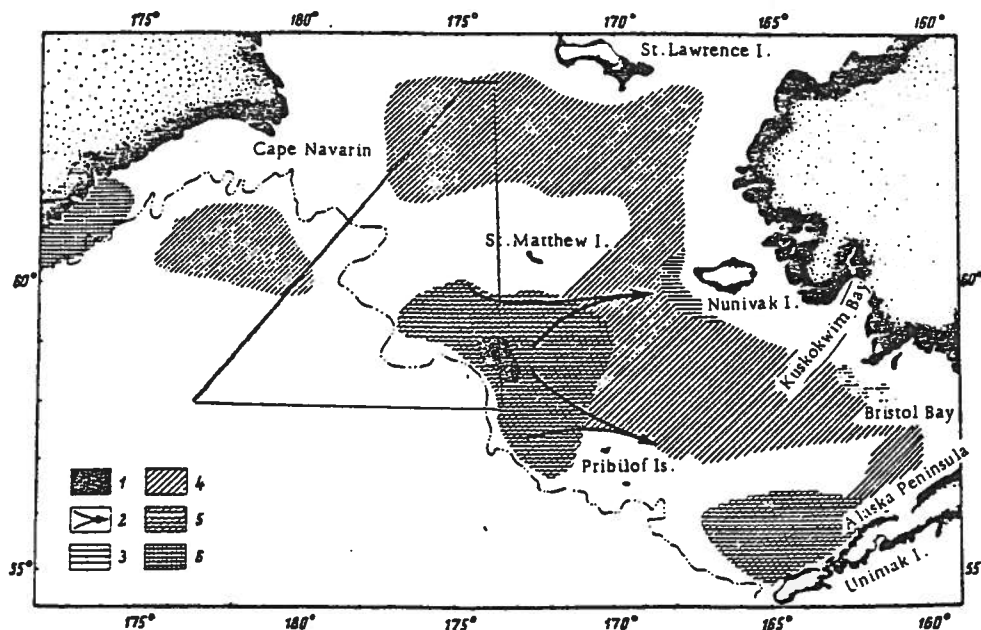 175° 180° 175° 170° 165° 160°
St. Lawrence I.
Cape Navarin
St. Matthew I.
60° 60°
Nunivak I.
Kuskokwim Bay
Bristol Bay
Pribilof Is.
Alaska Peninsula
Unimak I.
1 4
2 5
3 6
55° 55°
175° 180° 175° 170° 165° 160°